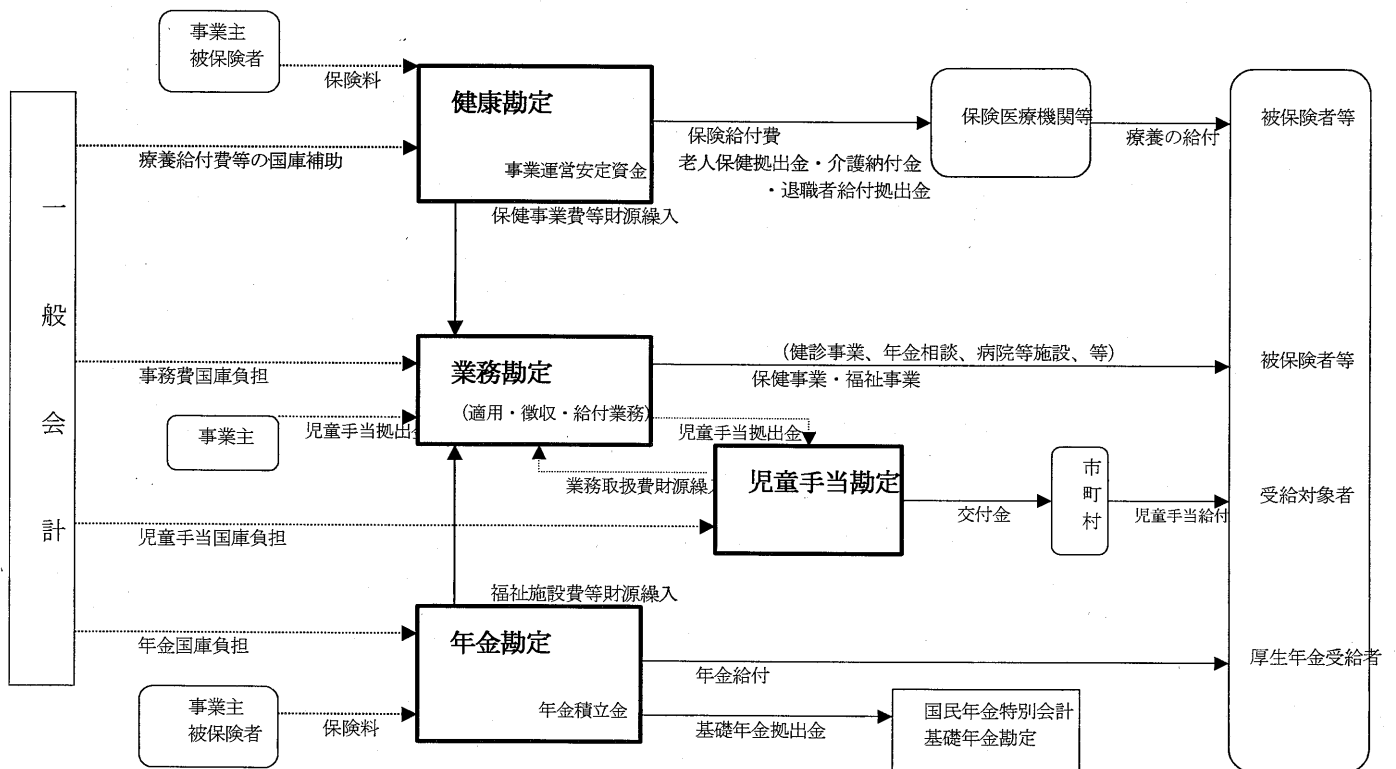 事業主
被保険者
保険料
健康勘定
事業運営安定資金
療養給付費等の国庫補助
保険給付費
老人保健拠出金・介護納付金
・退職者給付拠出金
保険医療機関等
療養の給付
被保険者等
保健事業費等財源繰入
一般会計
事務費国庫負担
業務勘定
(適用・徴収・給付業務)
(健診事業、年金相談、病院等施設、等)
保健事業・福祉事業
被保険者等
事業主
児童手当拠出金
児童手当拠出金
業務取扱費財源繰入
児童手当勘定
交付金
市町村
児童手当給付
受給対象者
児童手当国庫負担
福祉施設費等財源繰入
年金国庫負担
年金勘定
年金積立金
年金給付
厚生年金受給者
事業主
被保険者
保険料
基礎年金拠出金
国民年金特別会計
基礎年金勘定